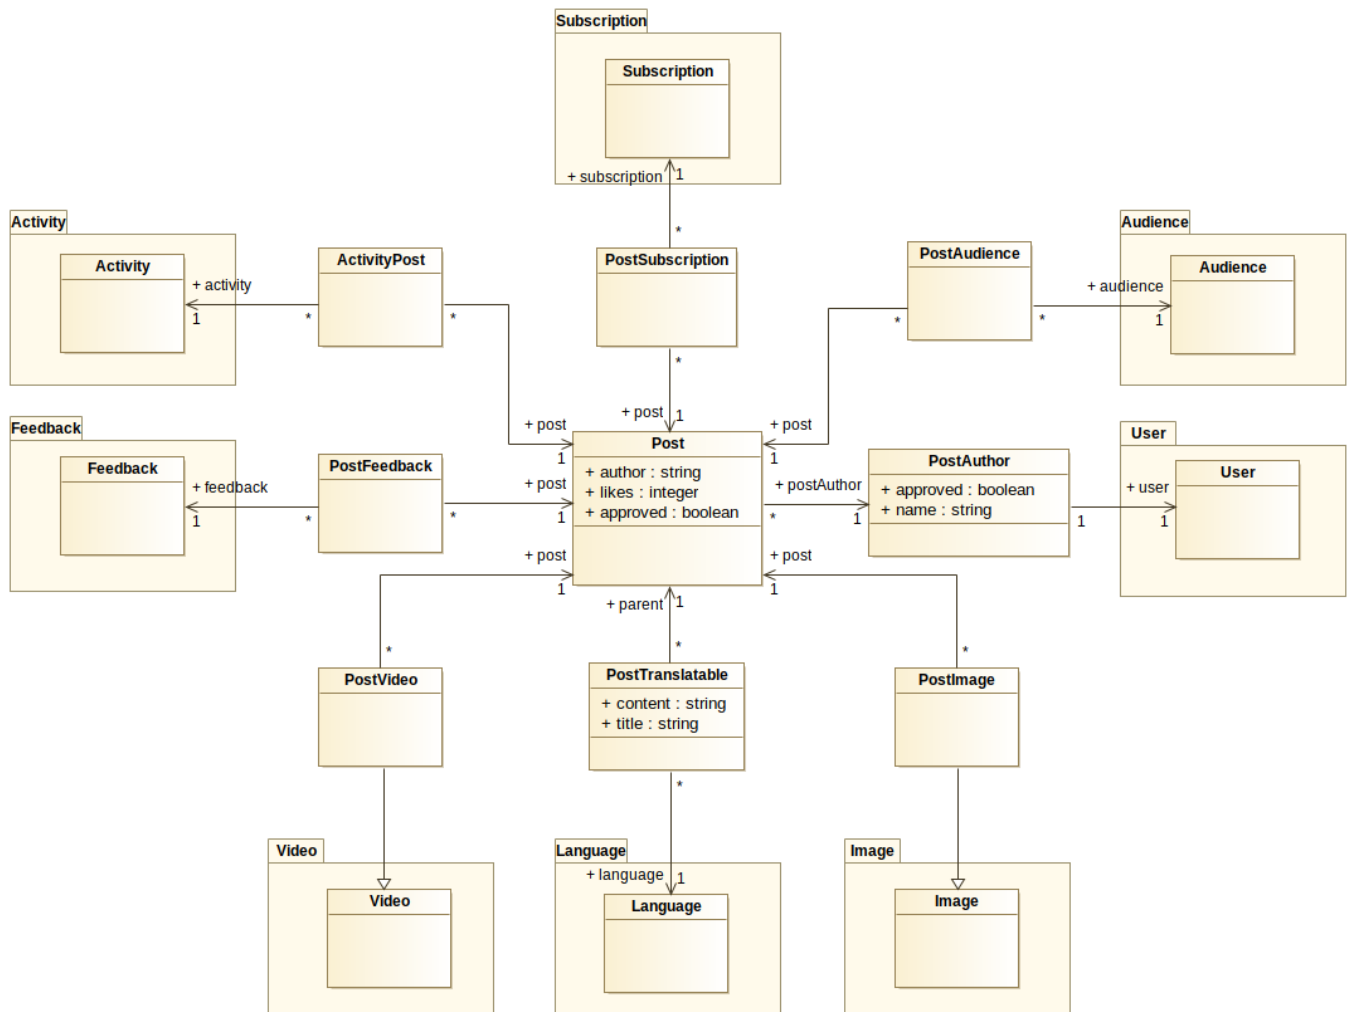 Subscription
Subscription
+ subscription 1
*
Activity
Activity
+ activity
1
*
ActivityPost
*
PostSubscription
*
PostAudience
*
*
Audience
Audience
+ audience
1
+ post
1
+ post
1
+ post
1
Feedback
Feedback
+ feedback
1
*
PostFeedback
*
+ post
1
Post
+ author : string
+ likes : integer
+ approved : boolean
+ postAuthor
*
1
PostAuthor
+ approved : boolean
+ name : string
1
User
User
+ user
1
+ post
1
+ parent 1
+ post
1
*
*
*
PostVideo
PostTranslatable
+ content : string
+ title : string
PostImage
*
Video
Video
Language
+ language 1
Language
Image
Image